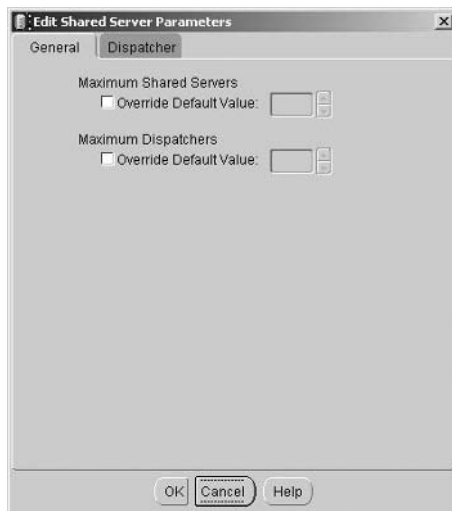 Edit Shared Server Parameters
General Dispatcher
Maximum Shared Servers
Override Default Value:
Maximum Dispatchers
Override Default Value:
OK Cancel Help